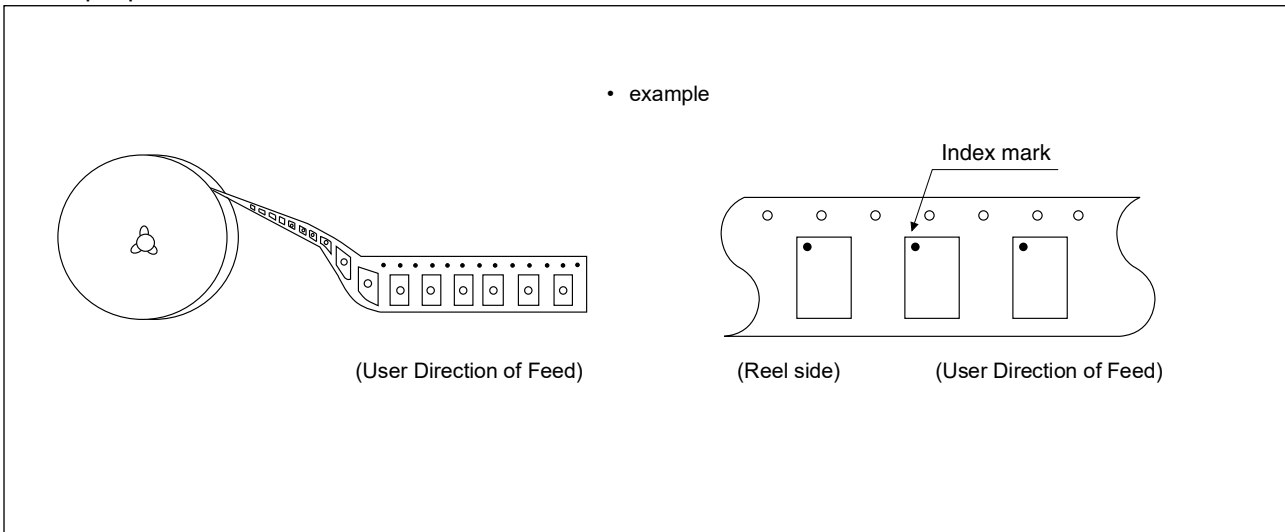 • example
Index mark
(User Direction of Feed)
(Reel side)
(User Direction of Feed)